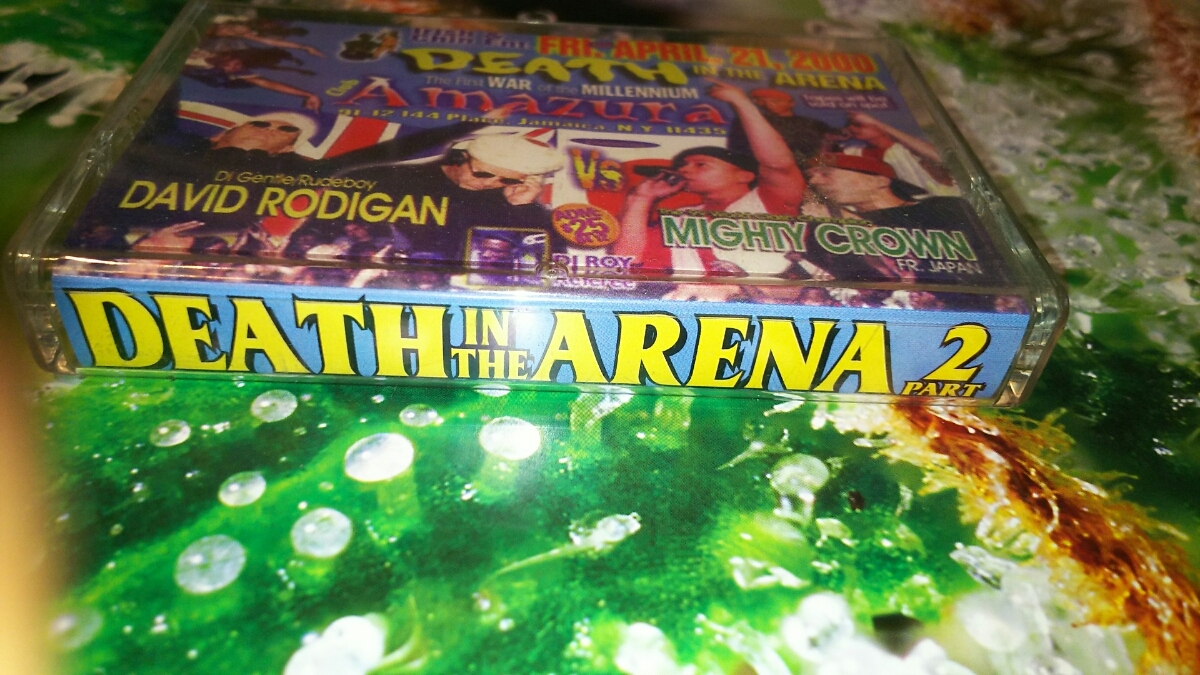 FRI, APRIL, 21, 2000
DEATH IN THE ARENA
The First WAR of the MILLENNIUM
Club Amazura
91 12 144 Place, Jamaica, N.Y. 11435
Dj Gentle/Rudeboy
DAVID RODIGAN
Vs
MIGHTY CROWN
FR. JAPAN
DJ ROY
Referee
DEATH IN THE ARENA 2
PART